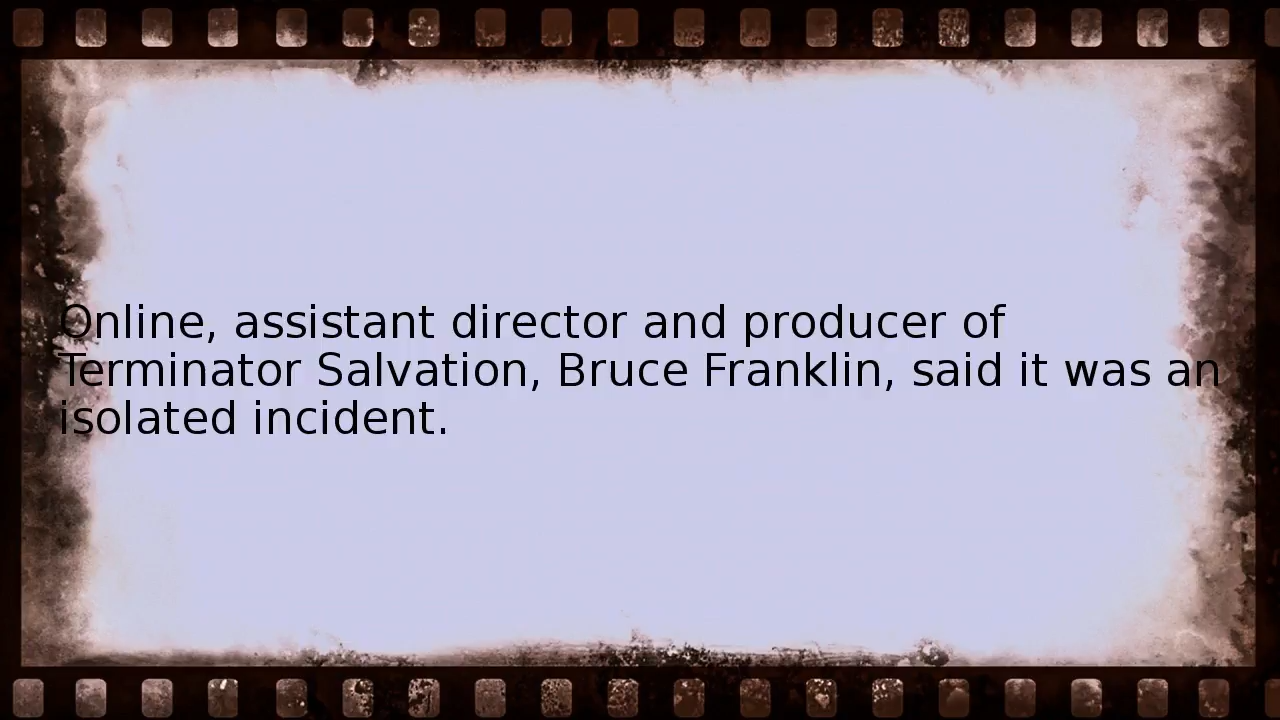 Online, assistant director and producer of
Terminator Salvation, Bruce Franklin, said it was an
isolated incident.